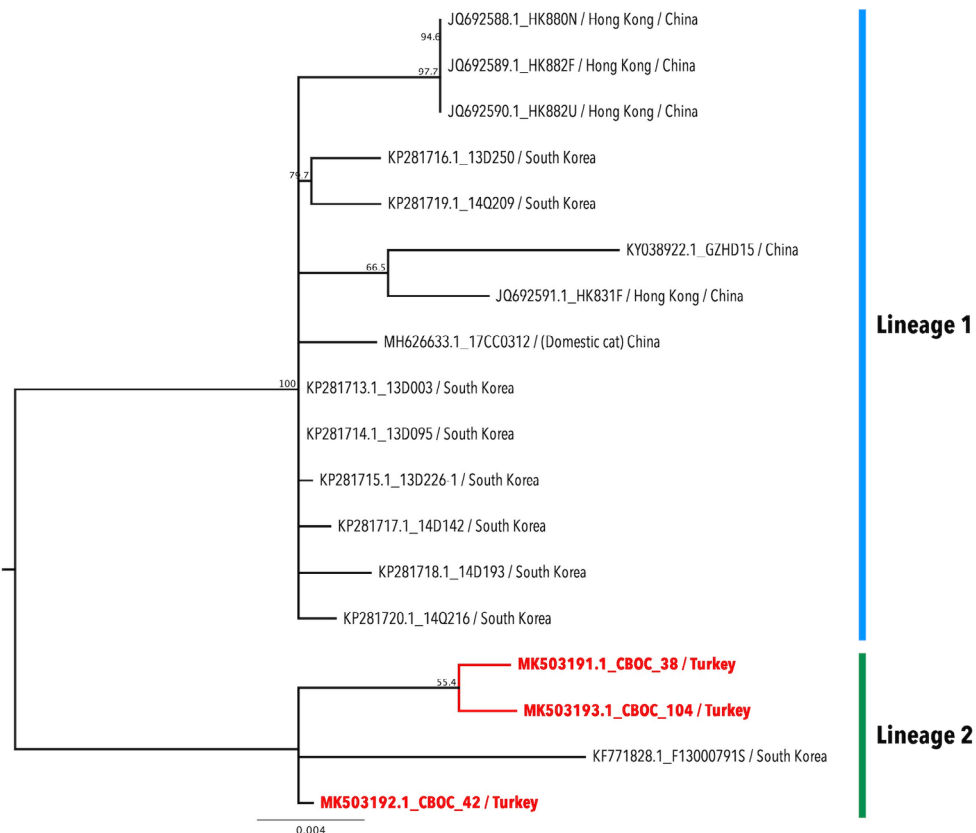 JQ692588.1_HK880N / Hong Kong / China
94.6
JQ692589.1_HK882F / Hong Kong / China
97.7
JQ692590.1_HK882U / Hong Kong / China
KP281716.1_13D250 / South Korea
79.7
KP281719.1_14Q209 / South Korea
KY038922.1_GZHD15 / China
66.5
JQ692591.1_HK831F / Hong Kong / China
Lineage 1
MH626633.1_17CC0312 / (Domestic cat) China
100
KP281713.1_13D003 / South Korea
KP281714.1_13D095 / South Korea
KP281715.1_13D226-1 / South Korea
KP281717.1_14D142 / South Korea
KP281718.1_14D193 / South Korea
KP281720.1_14Q216 / South Korea
MK503191.1_CBOC_38 / Turkey
55.4
MK503193.1_CBOC_104 / Turkey
Lineage 2
KF771828.1_F13000791S / South Korea
MK503192.1_CBOC_42 / Turkey
0.004